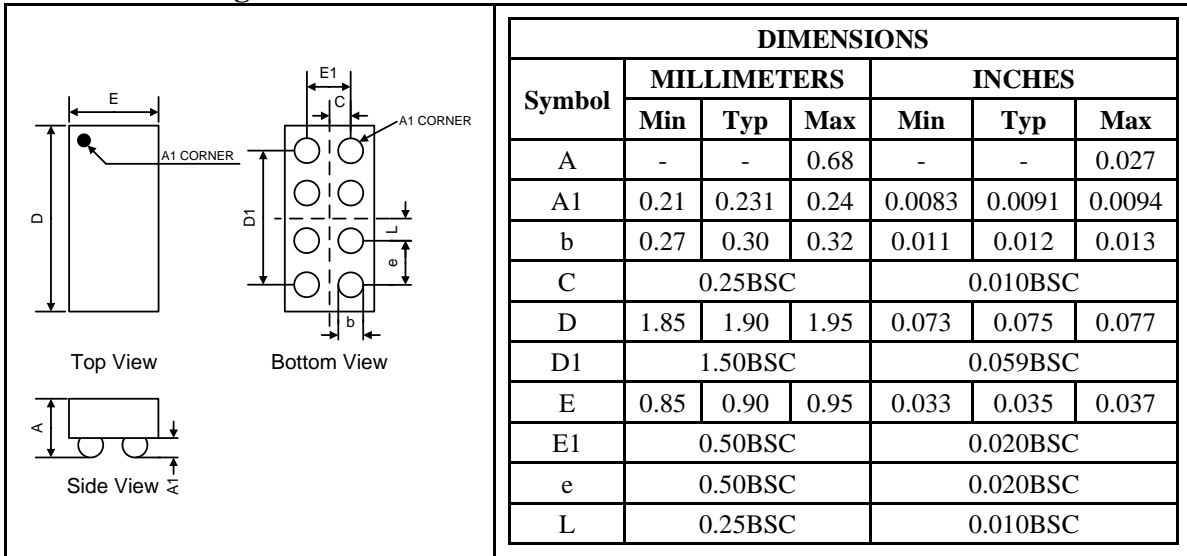 E
D
A1 CORNER
Top View
E1
C
A1 CORNER
D1
L
e
b
Bottom View
A
A1
Side View
DIMENSIONS
Symbol MILLIMETERS INCHES
Min Typ Max Min Typ Max
A - - 0.68 - - 0.027
A1 0.21 0.231 0.24 0.0083 0.0091 0.0094
b 0.27 0.30 0.32 0.011 0.012 0.013
C 0.25BSC 0.010BSC
D 1.85 1.90 1.95 0.073 0.075 0.077
D1 1.50BSC 0.059BSC
E 0.85 0.90 0.95 0.033 0.035 0.037
E1 0.50BSC 0.020BSC
e 0.50BSC 0.020BSC
L 0.25BSC 0.010BSC